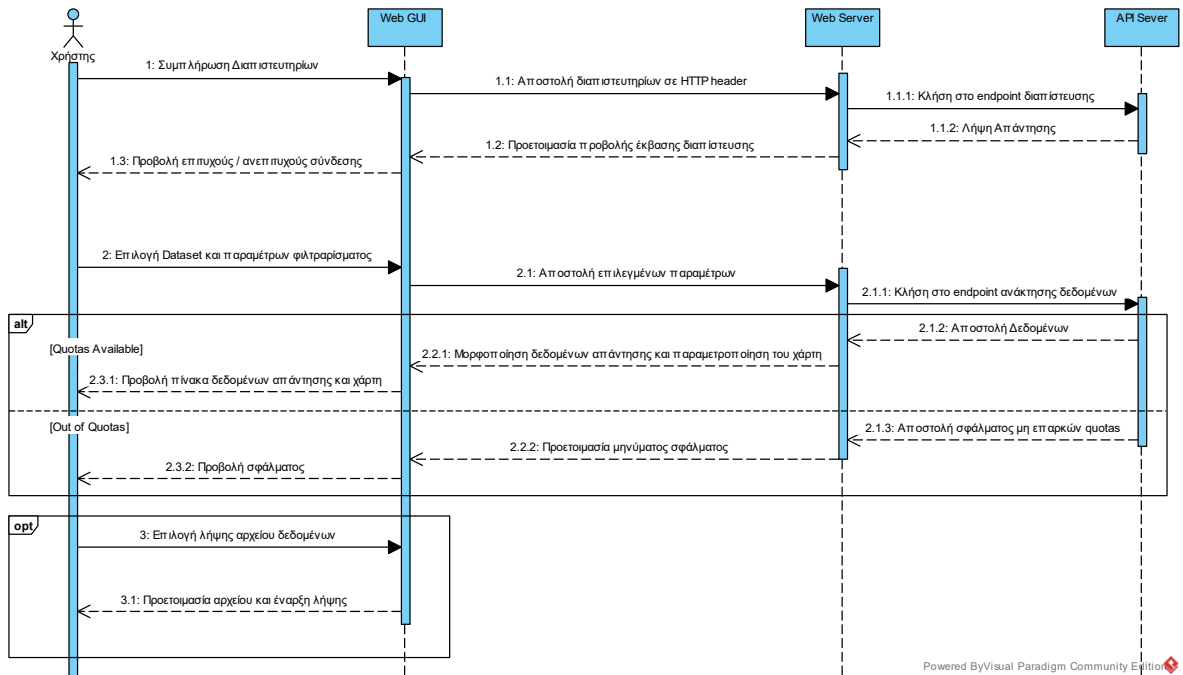 Web GUI
Web Server
API Sever
Χρήστης
1: Συμπλήρωση Διαπιστευτηρίων
1.1: Αποστολή διαπιστευτηρίων σε HTTP header
1.1.1: Κλήση στο endpoint διαπίστευσης
1.1.2: Λήψη Απάντησης
1.2: Προετοιμασία προβολής έκβασης διαπίστευσης
1.3: Προβολή επιτυχούς / ανεπιτυχούς σύνδεσης
2: Επιλογή Dataset και παραμέτρων φιλτραρίσματος
2.1: Αποστολή επιλεγμένων παραμέτρων
2.1.1: Κλήση στο endpoint ανάκτησης δεδομένων
alt
2.1.2: Αποστολή Δεδομένων
[Quotas Available]
2.2.1: Μορφοποίηση δεδομένων απάντησης και παραμετροποίηση του χάρτη
2.3.1: Προβολή πίνακα δεδομένων απάντησης και χάρτη
[Out of Quotas]
2.1.3: Αποστολή σφάλματος μη επαρκών quotas
2.2.2: Προετοιμασία μηνύματος σφάλματος
2.3.2: Προβολή σφάλματος
opt
3: Επιλογή λήψης αρχείου δεδομένων
3.1: Προετοιμασία αρχείου και έναρξη λήψης
Powered ByVisual Paradigm Community Edition